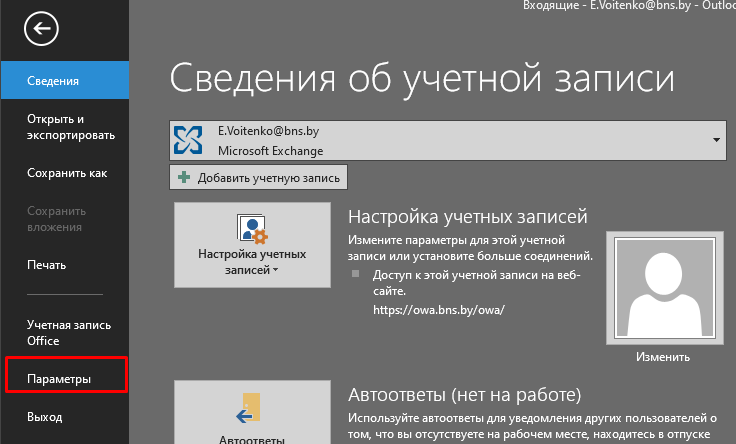 Входящие - E.Voitenko@bns.by - Outloo
Сведения
Открыть и
экспортировать
Сохранить как
Сохранить
вложения
Печать
Учетная запись
Office
Параметры
Выход
Сведения об учетной записи
E.Voitenko@bns.by
Microsoft Exchange
Добавить учетную запись
Настройка учетных
записей
Настройка учетных записей
Измените параметры для этой учетной
записи или установите больше соединений.
Доступ к этой учетной записи на веб-
сайте.
https://owa.bns.by/owa/
Изменить
Автоответы
Автоответы (нет на работе)
Используйте автоответы для уведомления других пользователей о
том, что вы отсутствуете на рабочем месте, находитесь в отпуске